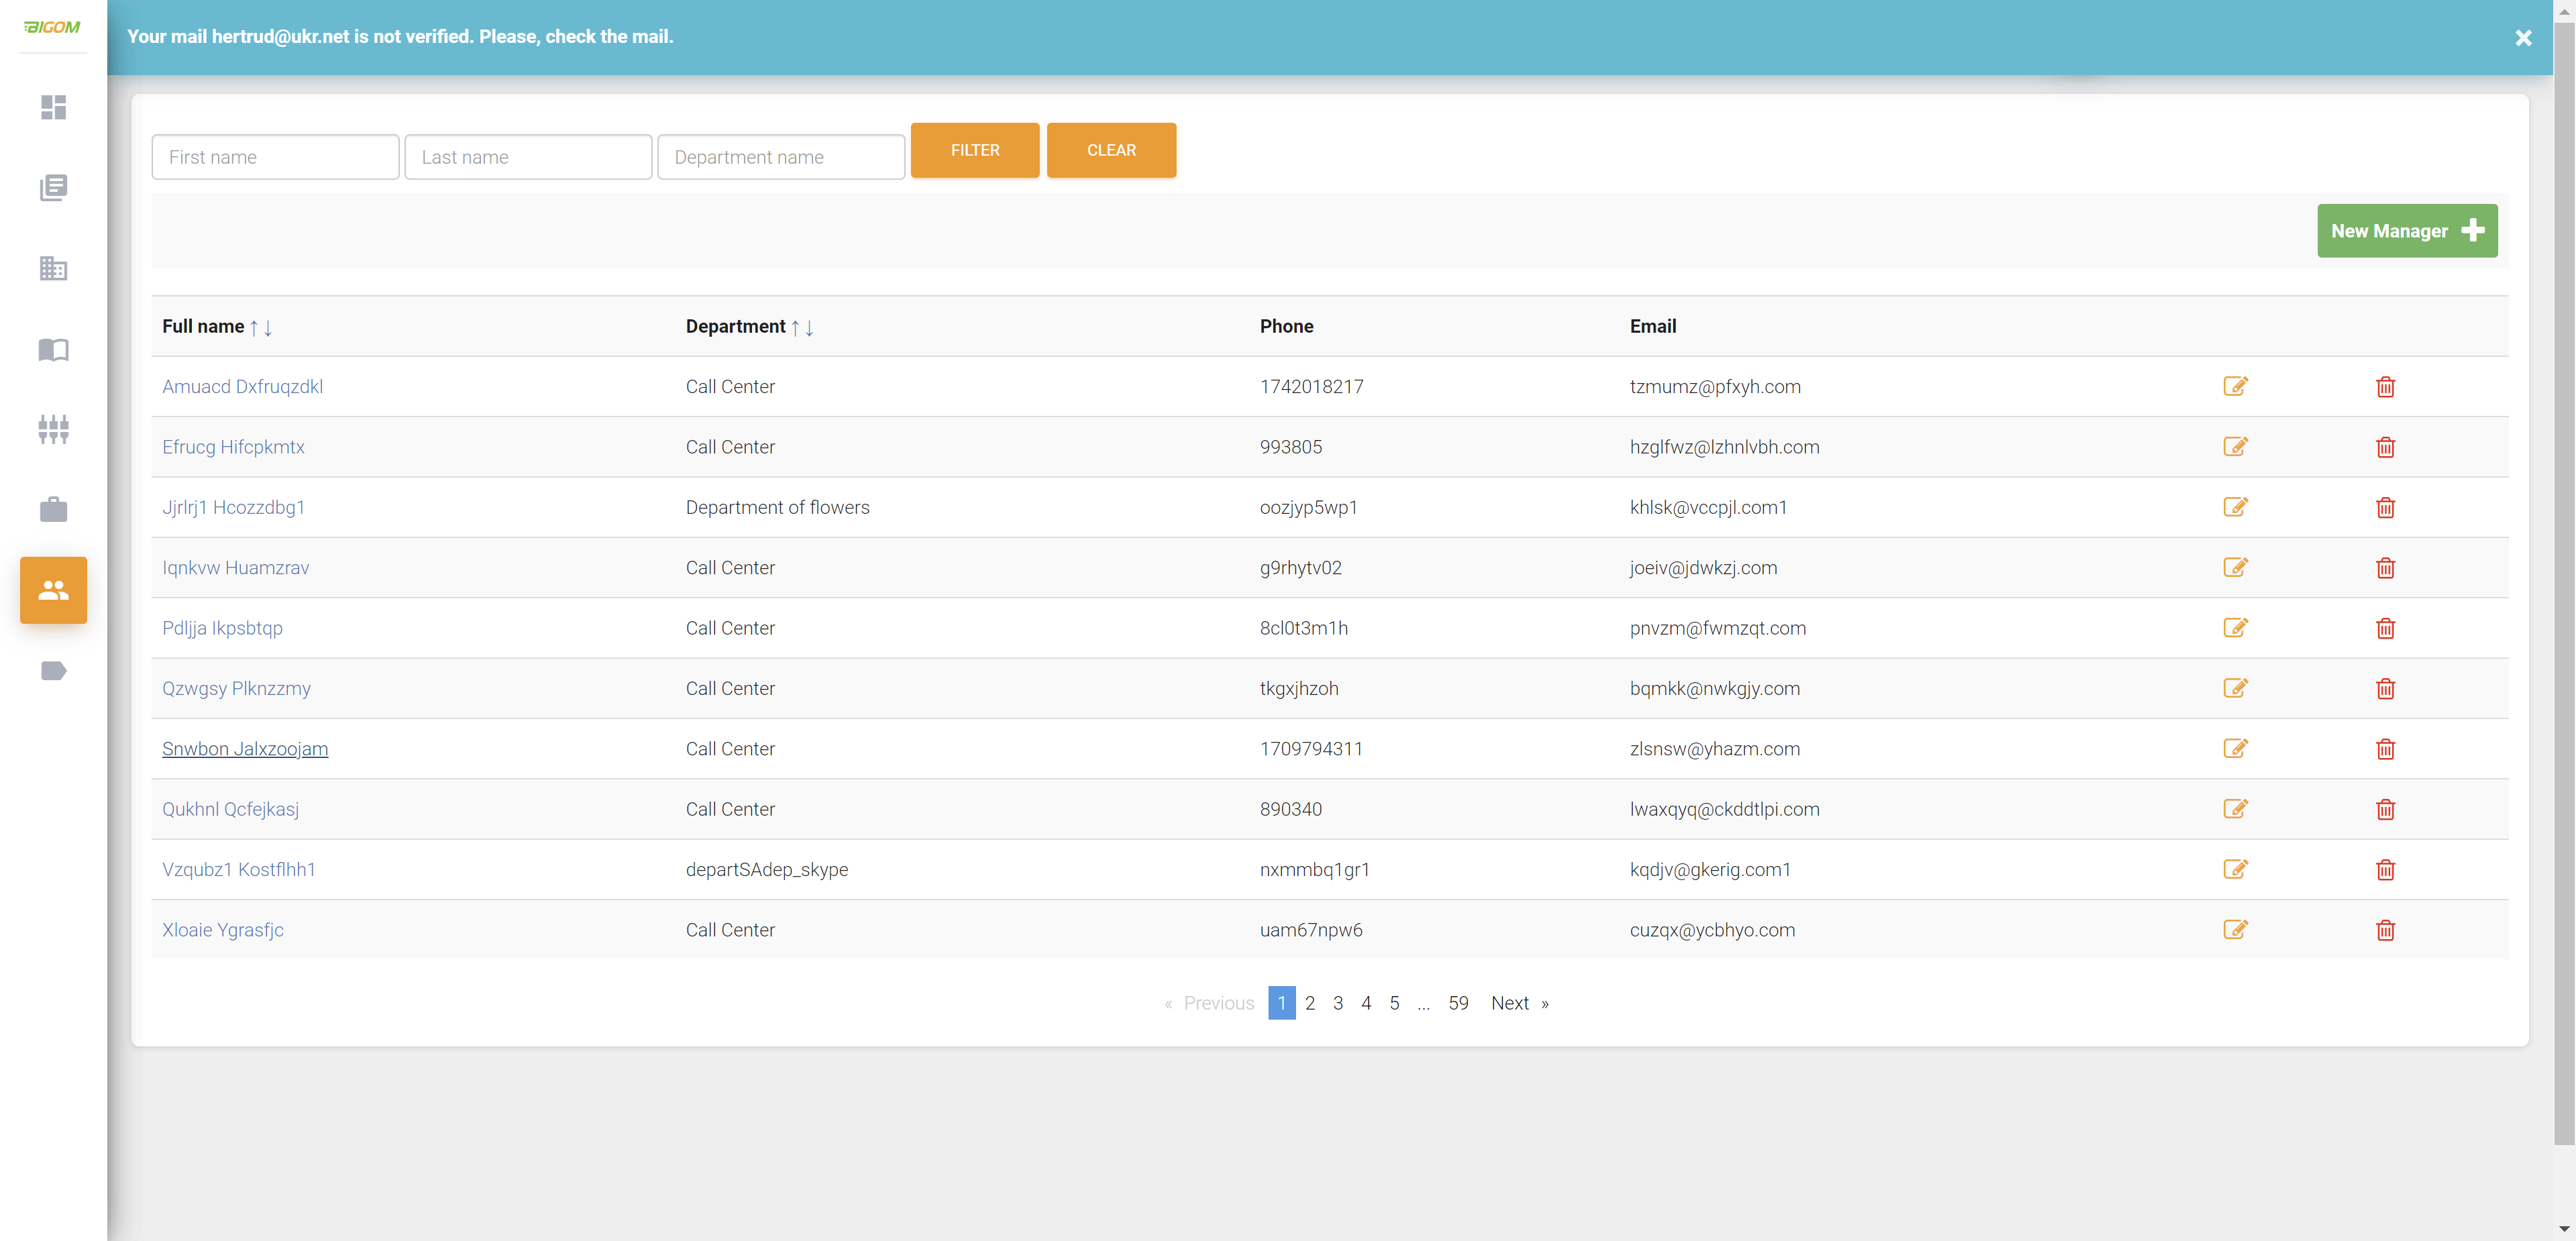 BIGOM
Your mail hertrud@ukr.net is not verified. Please, check the mail.
First name Last name Department name FILTER CLEAR
New Manager
Full name ↑↓ Department ↑↓ Phone Email
Amuacd Dxfruqzdkl Call Center 1742018217 tzmumz@pfxyh.com
Efrucg Hifcpkmtx Call Center 993805 hzglfwz@lzhnlvbh.com
Jjrlrj1 Hcozzdbg1 Department of flowers oozjyp5wp1 khlsk@vccpjl.com1
Iqnkvw Huamzrav Call Center g9rhytv02 joeiv@jdwkzj.com
Pdljja Ikpsbtqp Call Center 8cl0t3m1h pnvzm@fwmzqt.com
Qzwgsy Plknzzmy Call Center tkgxjhzoh bqmkk@nwkgjy.com
Snwbon Jalxzoojam Call Center 1709794311 zlsnsw@yhazm.com
Qukhnl Qcfejkasj Call Center 890340 lwaxqyq@ckddtlpi.com
Vzqubz1 Kostflhh1 departSAdep_skype nxmmbq1gr1 kqdjv@gkerig.com1
Xloaie Ygrasfjc Call Center uam67npw6 cuzqx@ycbhyo.com
« Previous 1 2 3 4 5 ... 59 Next »